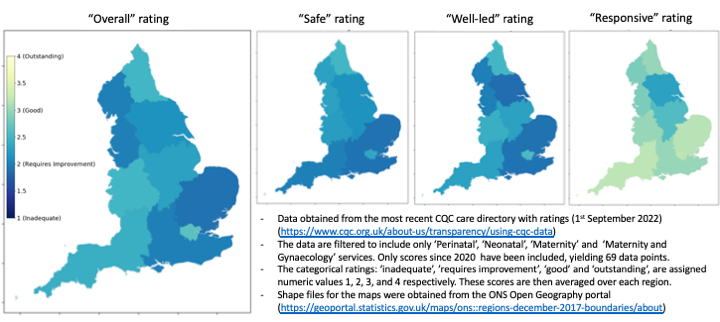 “Overall” rating
“Safe” rating
“Well-led” rating
“Responsive” rating
4 (Outstanding)
3.5
3 (Good)
2.5
2 (Requires Improvement)
1.5
1 (Inadequate)
- Data obtained from the most recent CQC care directory with ratings (1st September 2022)
(https://www.cqc.org.uk/about-us/transparency/using-cqc-data)
- The data are filtered to include only ‘Perinatal’, ‘Neonatal’, ‘Maternity’ and ‘Maternity and
Gynaecology’ services. Only scores since 2020 have been included, yielding 69 data points.
- The categorical ratings: ‘inadequate’, ‘requires improvement’, ‘good’ and ‘outstanding’, are assigned
numeric values 1, 2, 3, and 4 respectively. These scores are then averaged over each region.
- Shape files for the maps were obtained from the ONS Open Geography portal
(https://geoportal.statistics.gov.uk/maps/ons::regions-december-2017-boundaries/about)